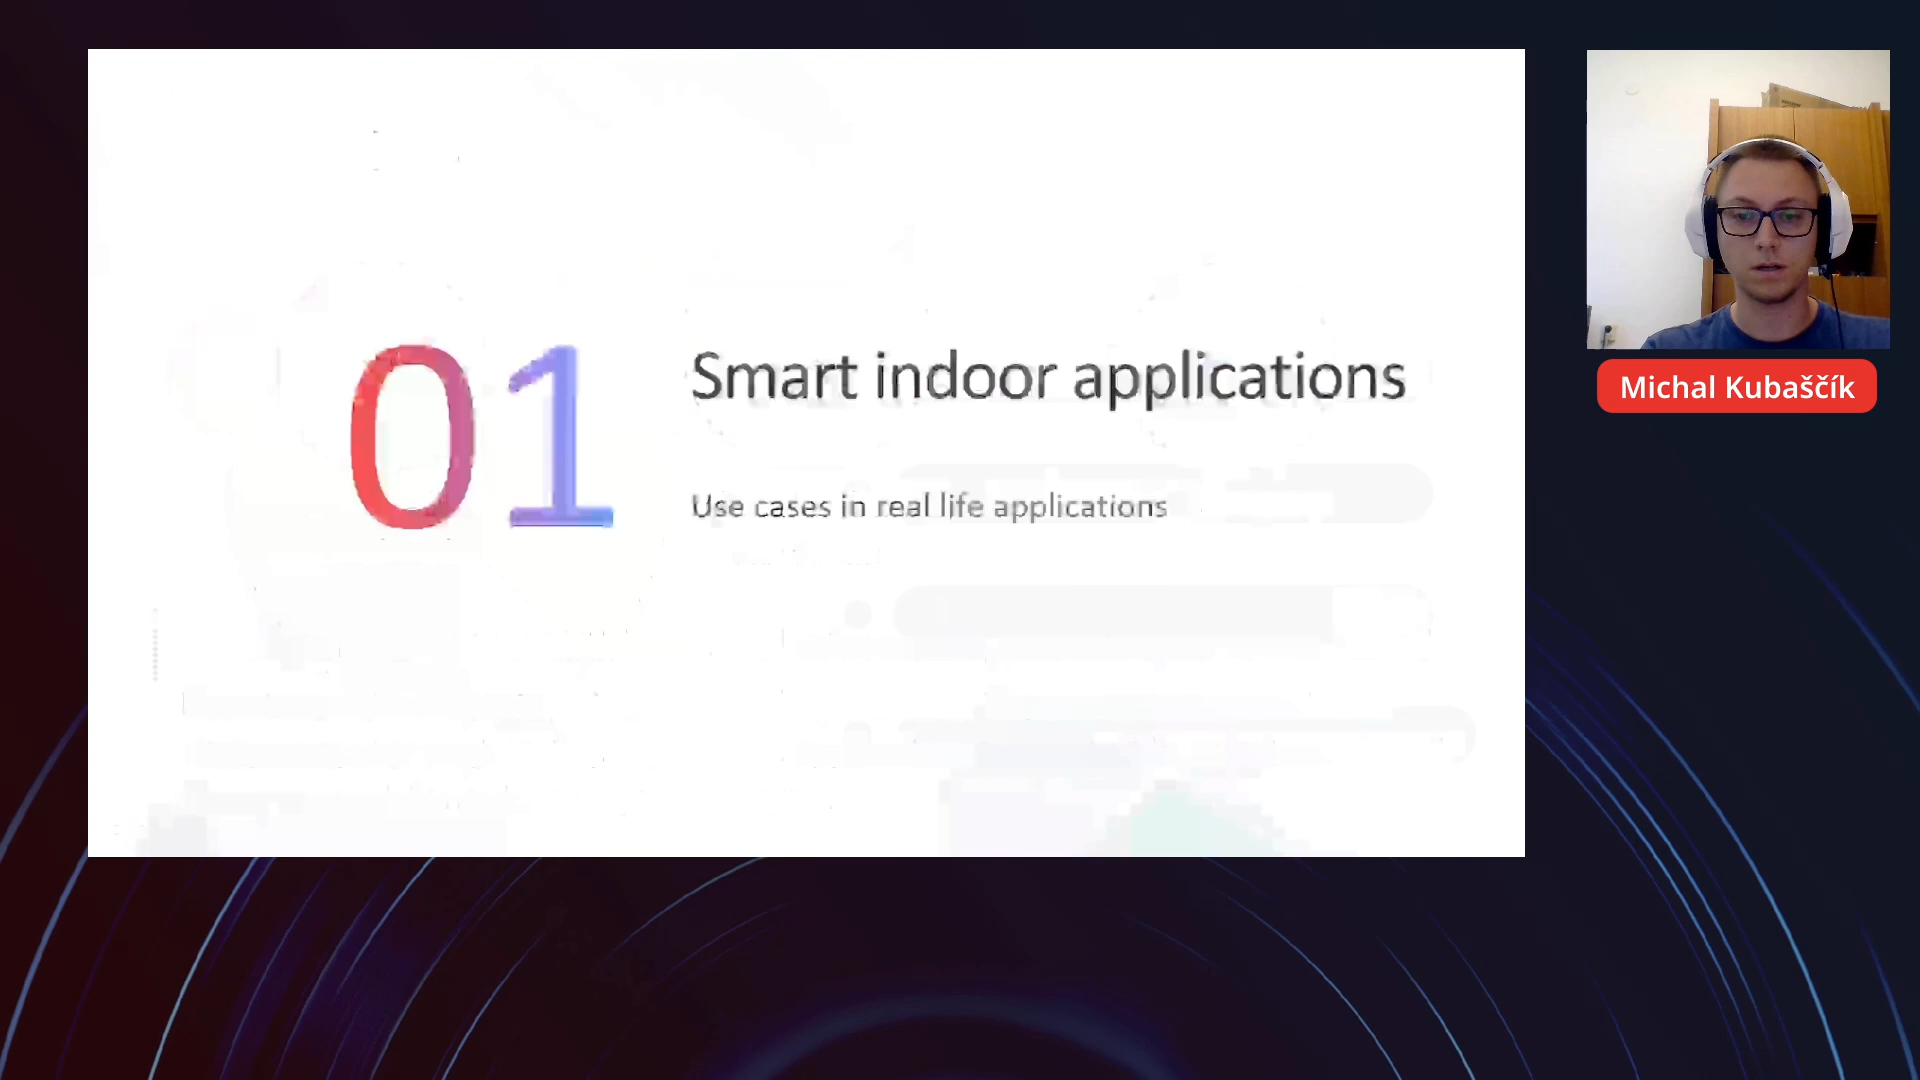 01
Smart indoor applications
Use cases in real life applications
Michal Kubaščík